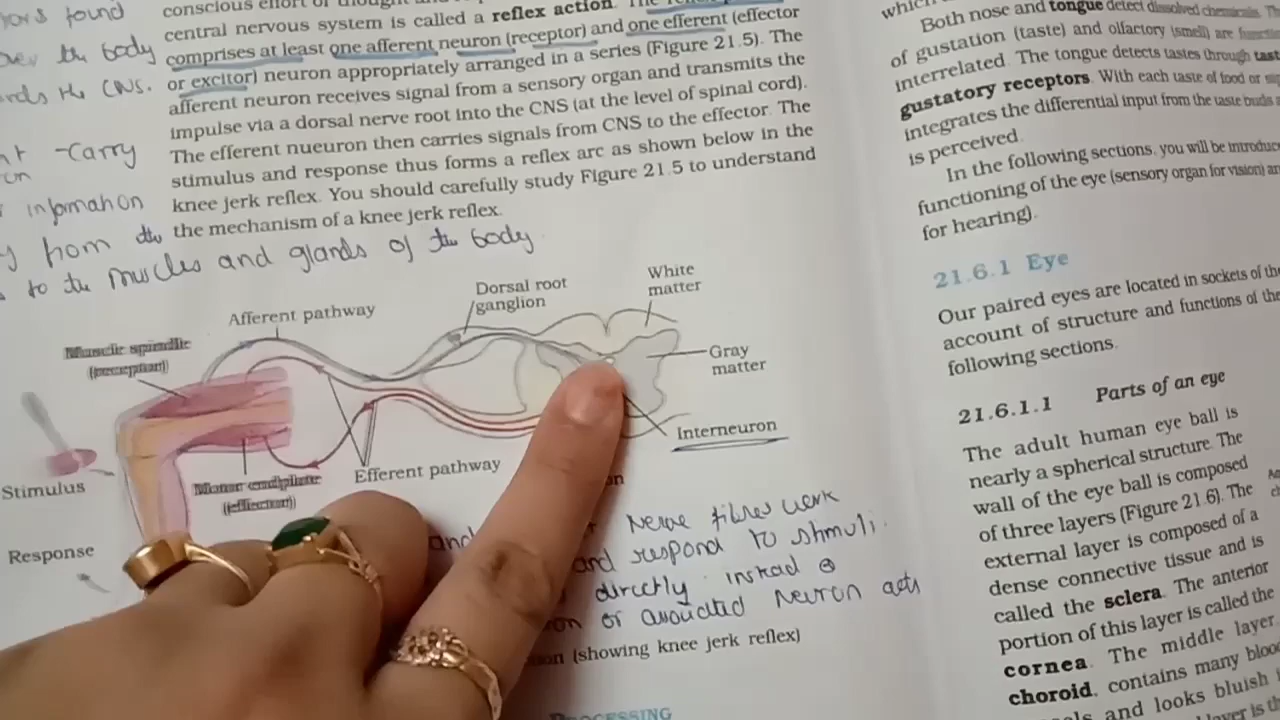 conscious effort or thought and
central nervous system is called a reflex action. The
comprises at least one afferent neuron (receptor) and one efferent (effector
or excitor) neuron appropriately arranged in a series (Figure 21.5). The
afferent neuron receives signal from a sensory organ and transmits the
impulse via a dorsal nerve root into the CNS (at the level of spinal cord).
The efferent nueuron then carries signals from CNS to the effector. The
stimulus and response thus forms a reflex arc as shown below in the
knee jerk reflex. You should carefully study Figure 21.5 to understand
the mechanism of a knee jerk reflex.
found
over the body
the CNS.
Carry
information
from the
to the muscles and glands of the body
Afferent pathway
Dorsal root
ganglion
White
matter
Muscle spindle
(receptor)
Gray
matter
Interneuron
Stimulus
Motor endplate
(effector)
Efferent pathway
Response
Nerve fibres work
and respond to stimuli
directly. instead
or associated Neuron acts
(showing knee jerk reflex)
PROCESSING
which
Both nose and tongue detect dissolved chemicals. The
of gustation (taste) and olfactory (smell) are
interrelated. The tongue detects tastes through
gustatory receptors. With each taste of food or
integrates the differential input from the taste buds
is perceived.
In the following sections, you will be
functioning of the eye (sensory organ for vision)
for hearing).
21.6.1 Eye
Our paired eyes are located in sockets of the
account of structure and functions of the
following sections.
21.6.1.1 Parts of an eye
The adult human eye ball is
nearly a spherical structure. The
wall of the eye ball is composed
of three layers (Figure 21.6). The
external layer is composed of a
dense connective tissue and is
called the sclera. The anterior
portion of this layer is called the
cornea. The middle layer,
choroid, contains many
and looks bluish
layer is